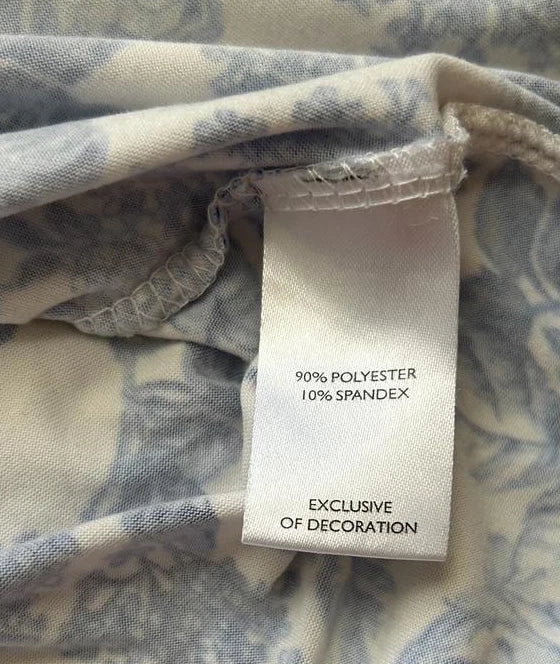 90% POLYESTER
10% SPANDEX
EXCLUSIVE
OF DECORATION